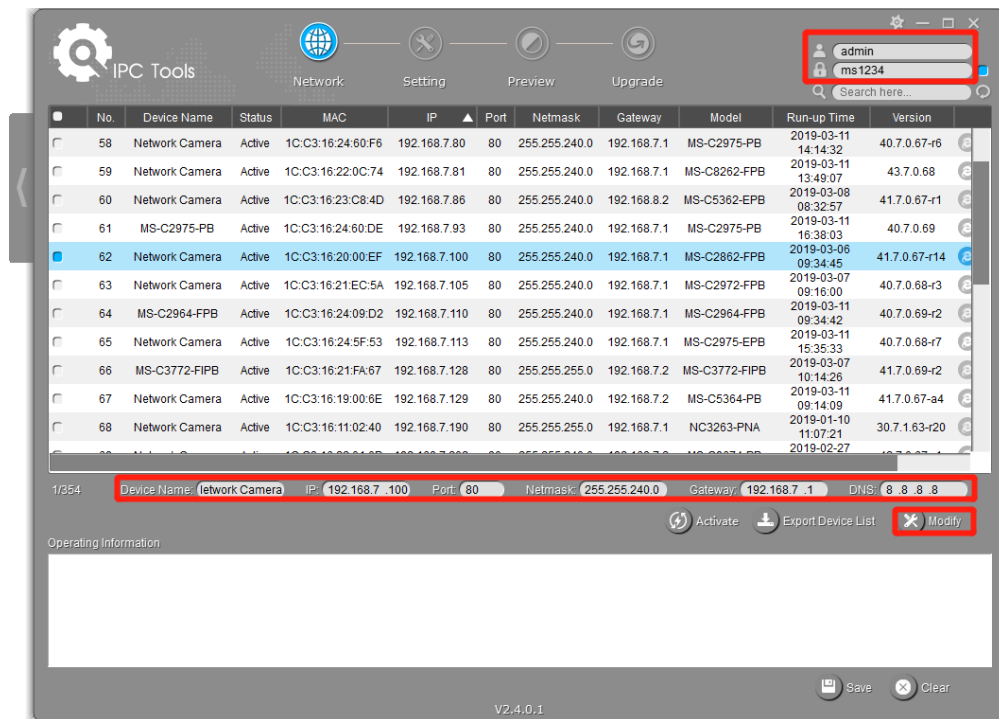 IPC Tools
Network
Setting
Preview
Upgrade
admin
ms1234
Search here...
No. Device Name Status MAC IP Port Netmask Gateway Model Run-up Time Version
58 Network Camera Active 1C:C3:16:24:60:F6 192.168.7.80 80 255.255.240.0 192.168.7.1 MS-C2975-PB 2019-03-11 14:14:32 40.7.0.67-r6
59 Network Camera Active 1C:C3:16:22:0C:74 192.168.7.81 80 255.255.240.0 192.168.7.1 MS-C8262-FPB 2019-03-11 13:49:07 43.7.0.68
60 Network Camera Active 1C:C3:16:23:C8:4D 192.168.7.86 80 255.255.240.0 192.168.8.2 MS-C5362-EPB 2019-03-08 08:32:57 41.7.0.67-r1
61 MS-C2975-PB Active 1C:C3:16:24:60:DE 192.168.7.93 80 255.255.240.0 192.168.7.1 MS-C2975-PB 2019-03-11 16:38:03 40.7.0.69
62 Network Camera Active 1C:C3:16:20:00:EF 192.168.7.100 80 255.255.240.0 192.168.7.1 MS-C2862-FPB 2019-03-06 09:34:45 41.7.0.67-r14
63 Network Camera Active 1C:C3:16:21:EC:5A 192.168.7.105 80 255.255.240.0 192.168.7.1 MS-C2972-FPB 2019-03-07 09:16:00 40.7.0.68-r3
64 MS-C2964-FPB Active 1C:C3:16:24:09:D2 192.168.7.110 80 255.255.240.0 192.168.7.1 MS-C2964-FPB 2019-03-11 09:34:42 40.7.0.69-r2
65 Network Camera Active 1C:C3:16:24:5F:53 192.168.7.113 80 255.255.240.0 192.168.7.1 MS-C2975-EPB 2019-03-11 15:35:33 40.7.0.68-r7
66 MS-C3772-FIPB Active 1C:C3:16:21:FA:67 192.168.7.128 80 255.255.255.0 192.168.7.2 MS-C3772-FIPB 2019-03-07 10:14:26 41.7.0.69-r2
67 Network Camera Active 1C:C3:16:19:00:6E 192.168.7.129 80 255.255.240.0 192.168.7.2 MS-C5364-PB 2019-03-11 09:14:09 41.7.0.67-a4
68 Network Camera Active 1C:C3:16:11:02:40 192.168.7.190 80 255.255.255.0 192.168.7.1 NC3263-PNA 2019-01-10 11:07:21 30.7.1.63-r20
2019-02-27
1/354 Device Name: letwork Camera IP: 192.168.7 .100 Port: 80 Netmask: 255.255.240.0 Gateway: 192.168.7 .1 DNS: 8 .8 .8 .8
Activate Export Device List Modify
Operating Information
Save Clear
V2.4.0.1